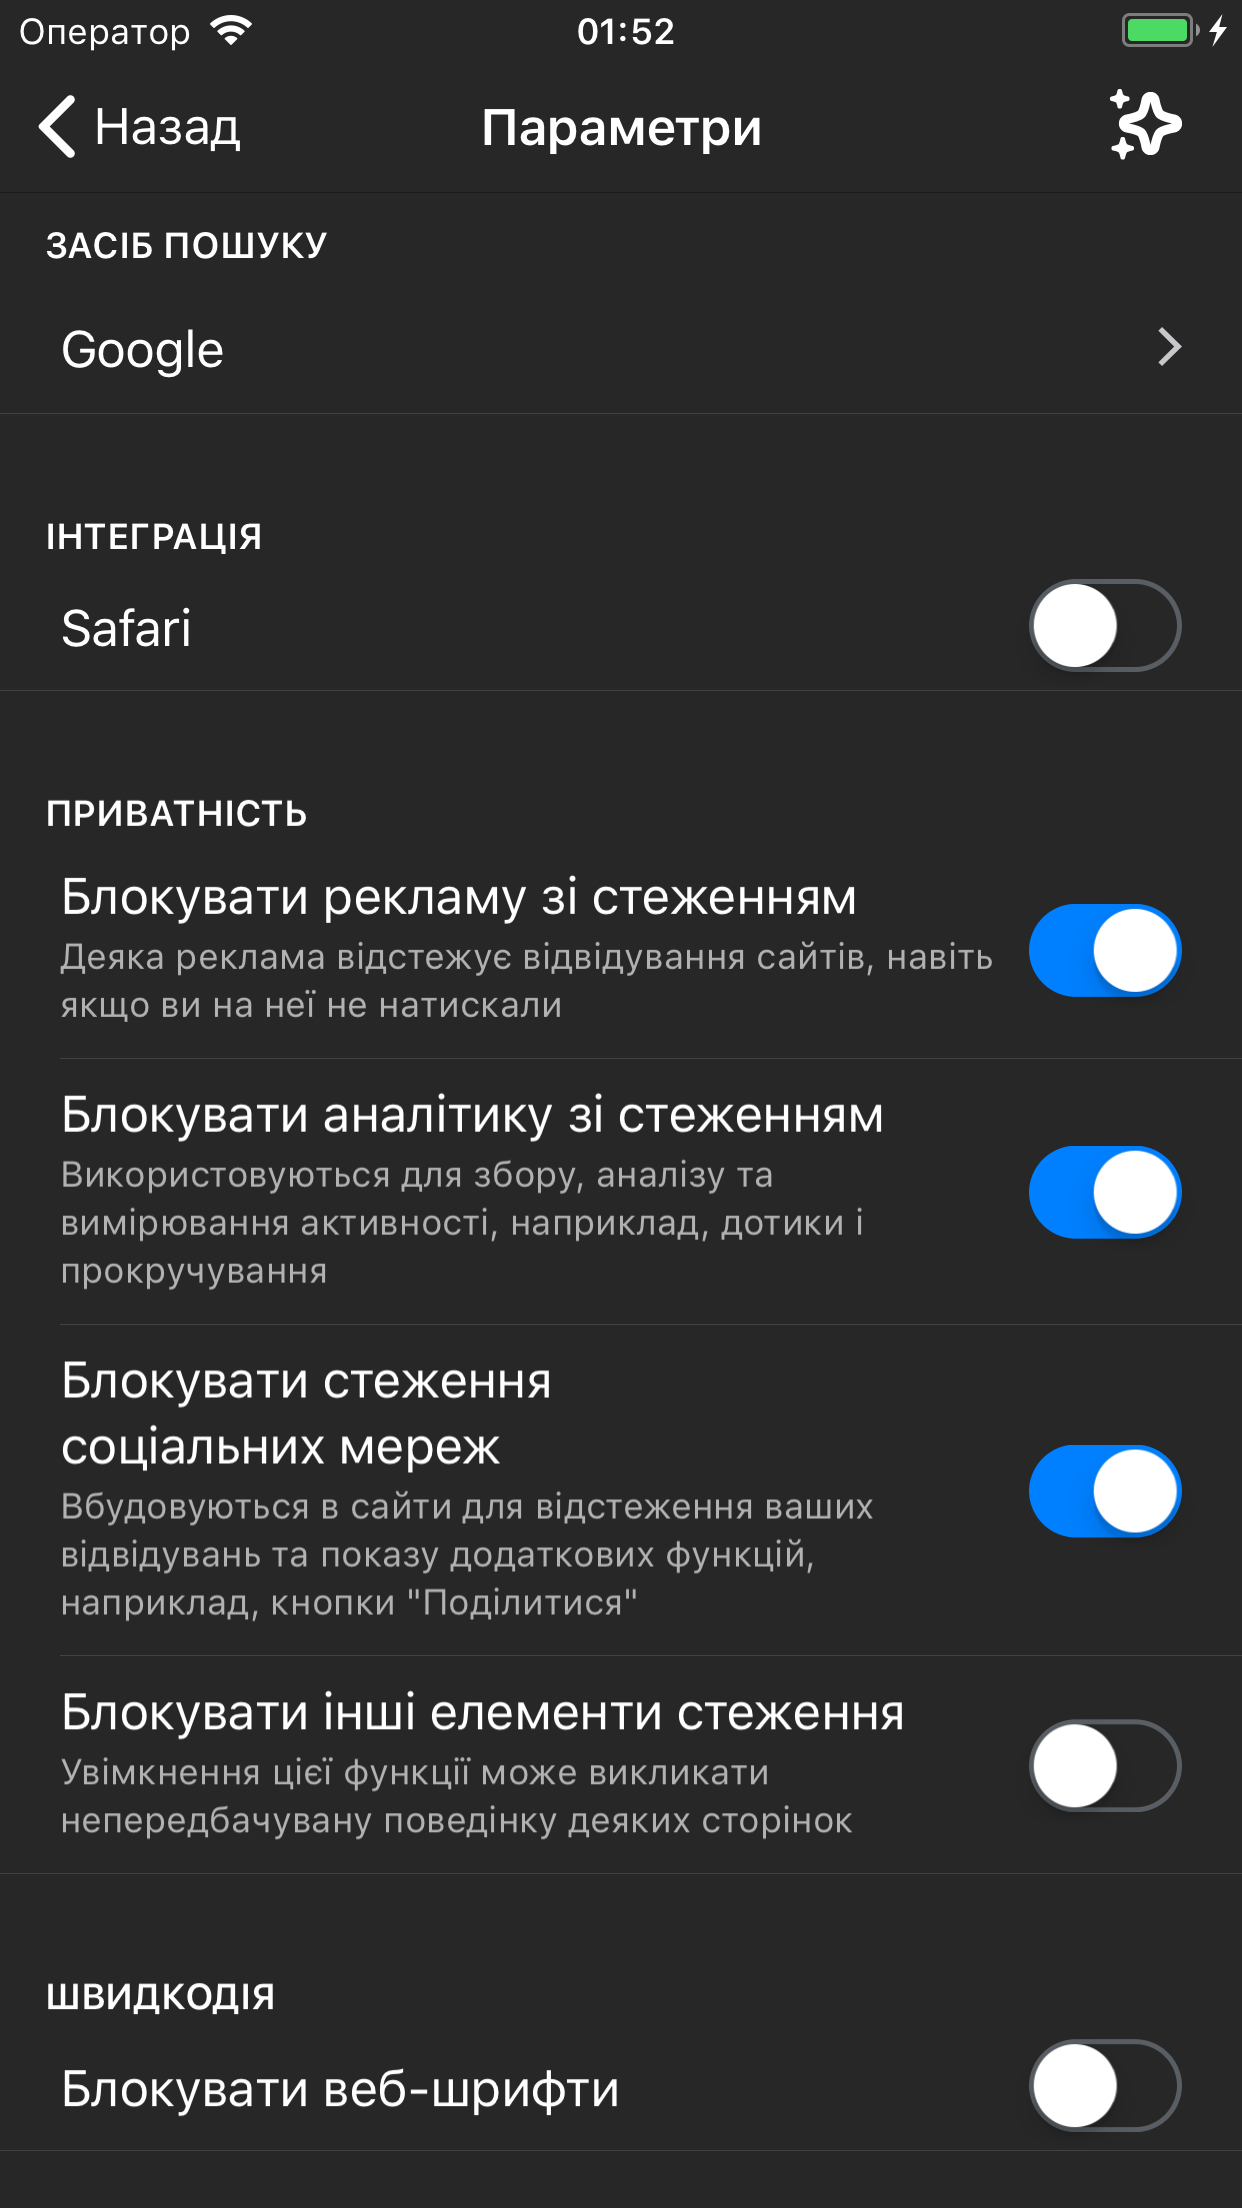 Оператор
01:52
Назад
Параметри
ЗАСІБ ПОШУКУ
Google
ІНТЕГРАЦІЯ
Safari
ПРИВАТНІСТЬ
Блокувати рекламу зі стеженням
Деяка реклама відстежує відвідування сайтів, навіть
якщо ви на неї не натискали
Блокувати аналітику зі стеженням
Використовуються для збору, аналізу та
вимірювання активності, наприклад, дотики і
прокручування
Блокувати стеження
соціальних мереж
Вбудовуються в сайти для відстеження ваших
відвідувань та показу додаткових функцій,
наприклад, кнопки "Поділитися"
Блокувати інші елементи стеження
Увімкнення цієї функції може викликати
непередбачувану поведінку деяких сторінок
ШВИДКОДІЯ
Блокувати веб-шрифти